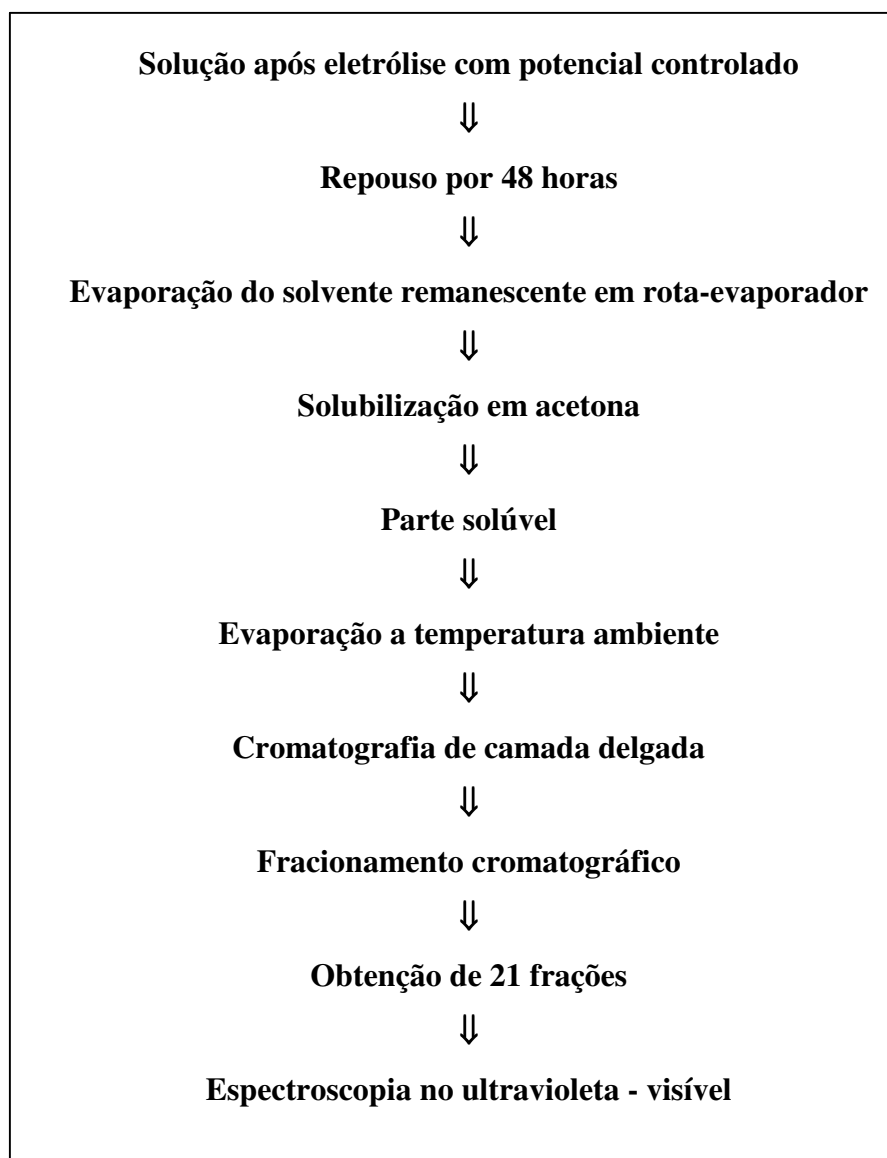 Solução após eletrólise com potencial controlado
⇓
Repouso por 48 horas
⇓
Evaporação do solvente remanescente em rota-evaporador
⇓
Solubilização em acetona
⇓
Parte solúvel
⇓
Evaporação a temperatura ambiente
⇓
Cromatografia de camada delgada
⇓
Fracionamento cromatográfico
⇓
Obtenção de 21 frações
⇓
Espectroscopia no ultravioleta - visível